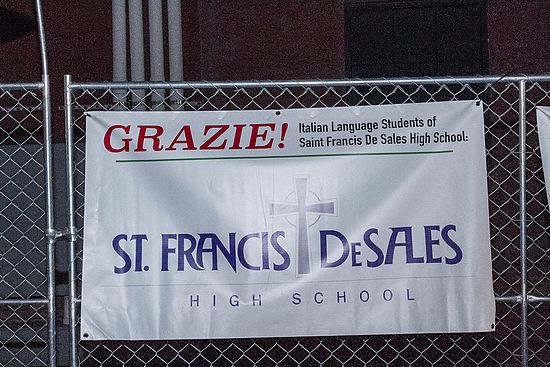 GRAZIE!
Italian Language Students of
Saint Francis De Sales High School:
ST. FRANCIS DESALES
HIGH SCHOOL